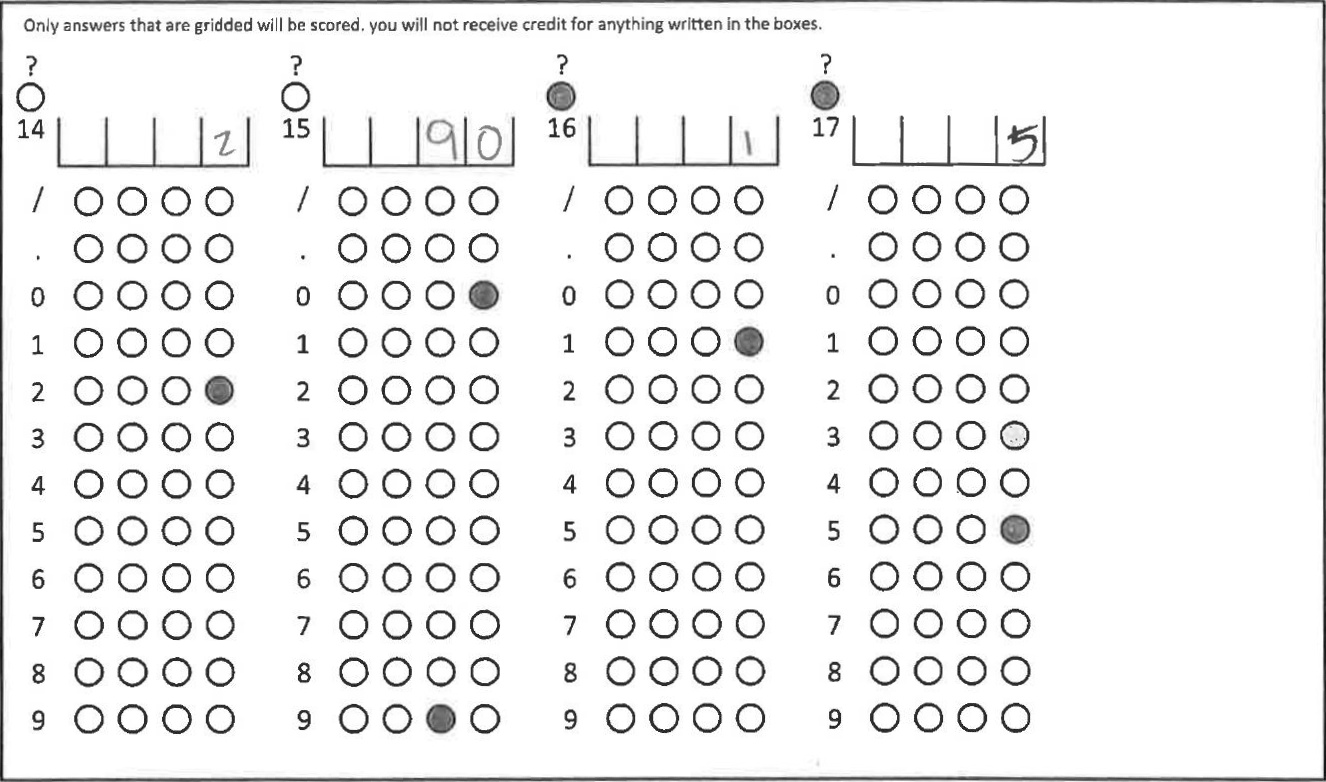 Only answers that are gridded will be scored. you will not receive credit for anything written in the boxes.
? ? ? ?
14 2 15 9 0 16 1 17 5
/ / / /
. . . .
0 0 0 0
1 1 1 1
2 2 2 2
3 3 3 3
4 4 4 4
5 5 5 5
6 6 6 6
7 7 7 7
8 8 8 8
9 9 9 9